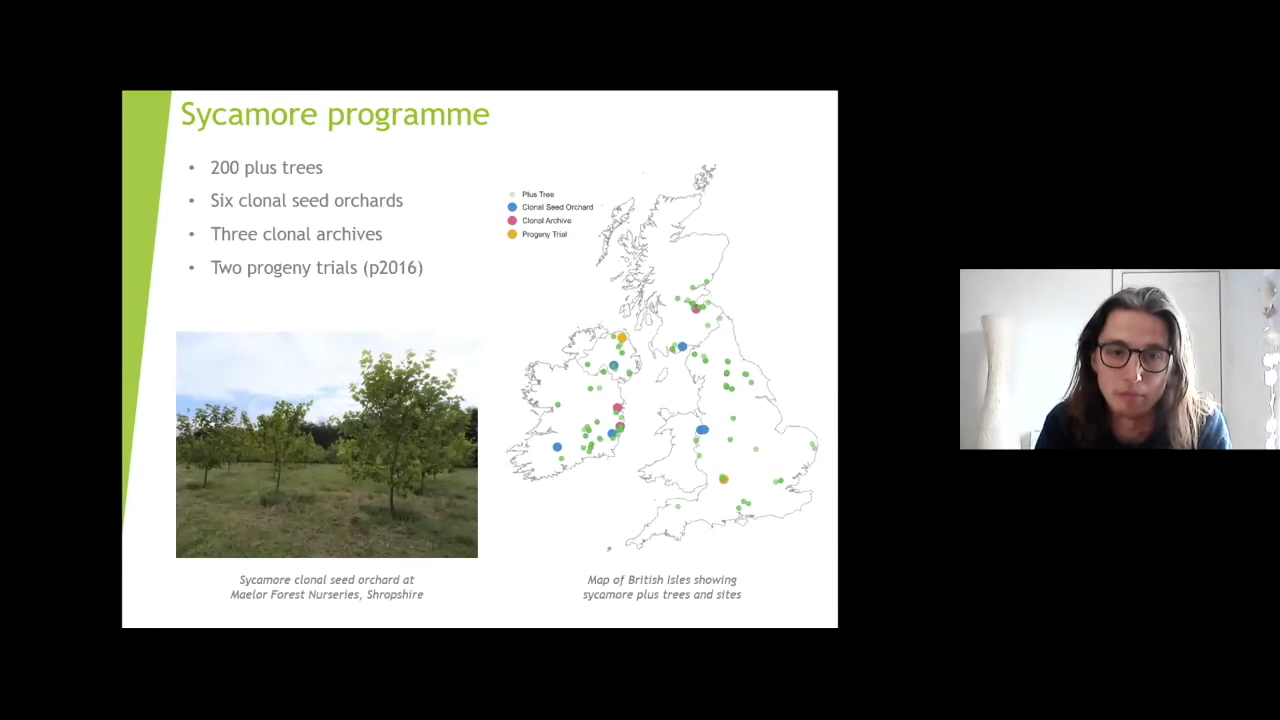 Sycamore programme
• 200 plus trees
• Six clonal seed orchards
• Three clonal archives
• Two progeny trials (p2016)
Plus Tree
Clonal Seed Orchard
Clonal Archive
Progeny Trial
Sycamore clonal seed orchard at
Maelor Forest Nurseries, Shropshire
Map of British Isles showing
sycamore plus trees and sites